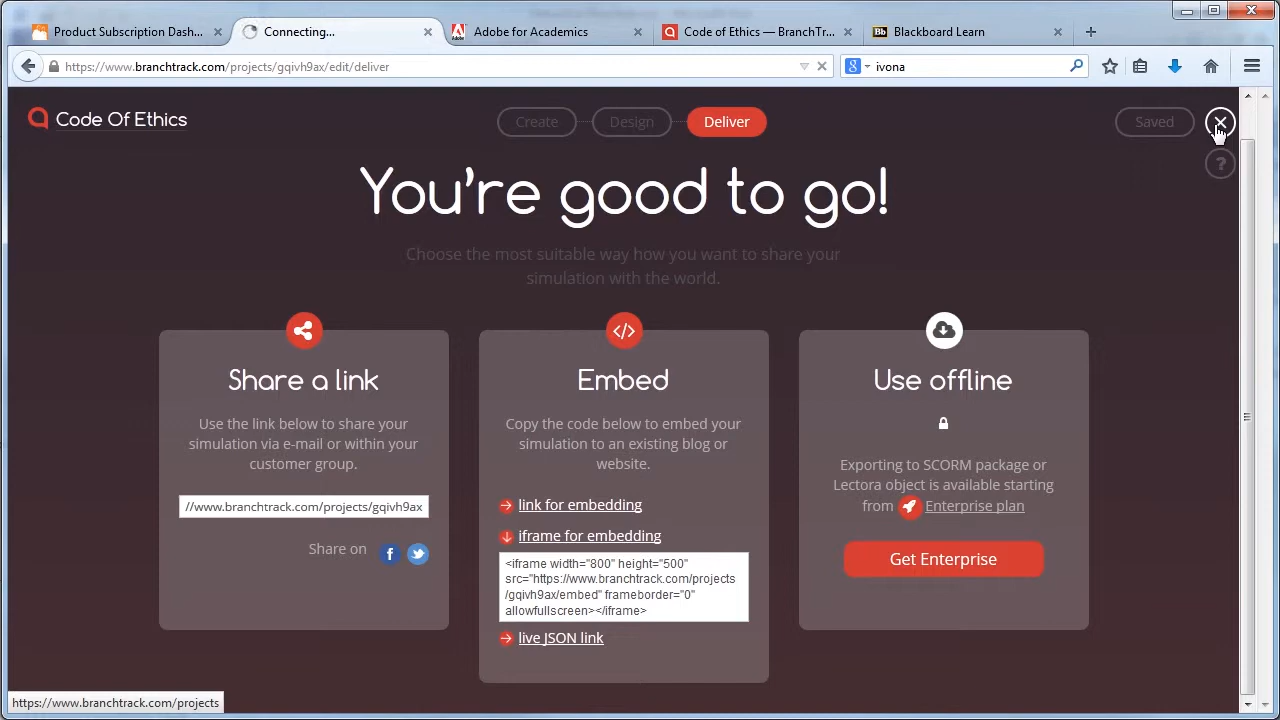 Product Subscription Dash...
Connecting...
Adobe for Academics
Code of Ethics — BranchTr...
Bb Blackboard Learn
https://www.branchtrack.com/projects/gqivh9ax/edit/deliver
8 ivona
Code Of Ethics
Create
Design
Deliver
Saved
?
You're good to go!
Choose the most suitable way how you want to share your
simulation with the world.
Share a link
Use the link below to share your
simulation via e-mail or within your
customer group.
//www.branchtrack.com/projects/gqivh9ax
Share on f
Embed
Copy the code below to embed your
simulation to an existing blog or
website.
link for embedding
iframe for embedding
<iframe width="800" height="500"
src="https://www.branchtrack.com/projects
/gqivh9ax/embed" frameborder="0"
allowfullscreen></iframe>
live JSON link
Use offline
Exporting to SCORM package or
Lectora object is available starting
from Enterprise plan
Get Enterprise
https://www.branchtrack.com/projects